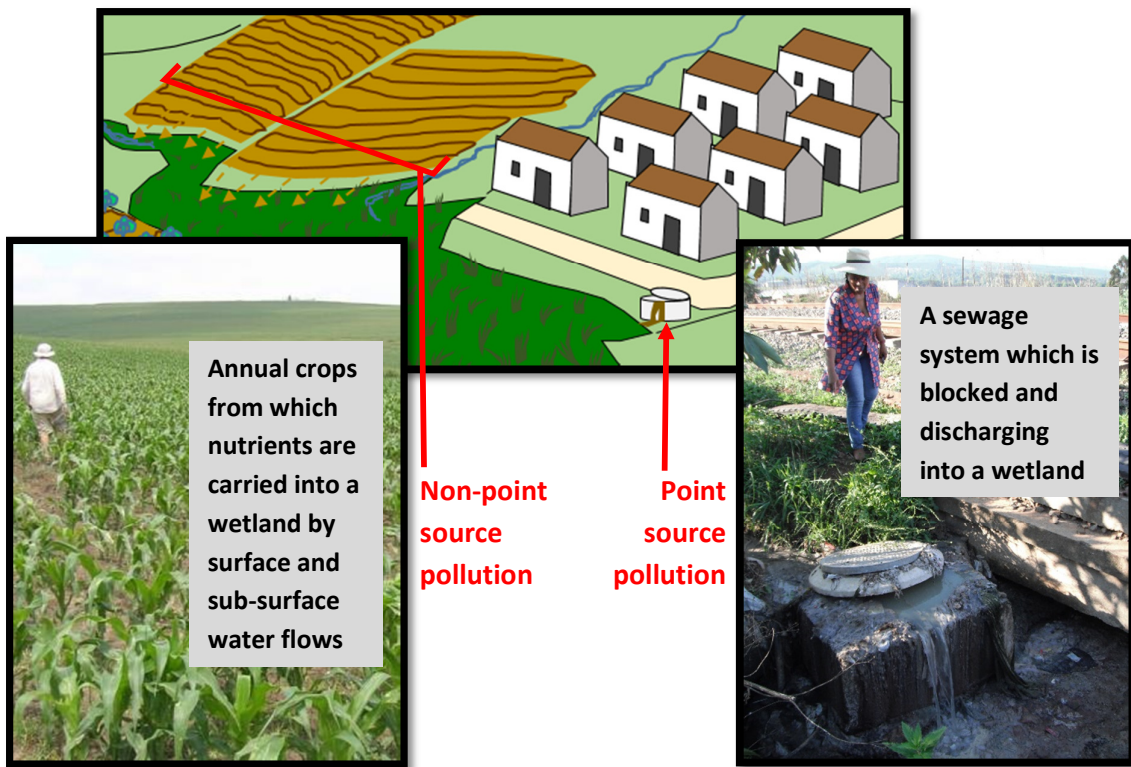 Annual crops
from which
nutrients are
carried into a
wetland by
surface and
sub-surface
water flows
Non-point
source
pollution
Point
source
pollution
A sewage
system which is
blocked and
discharging
into a wetland